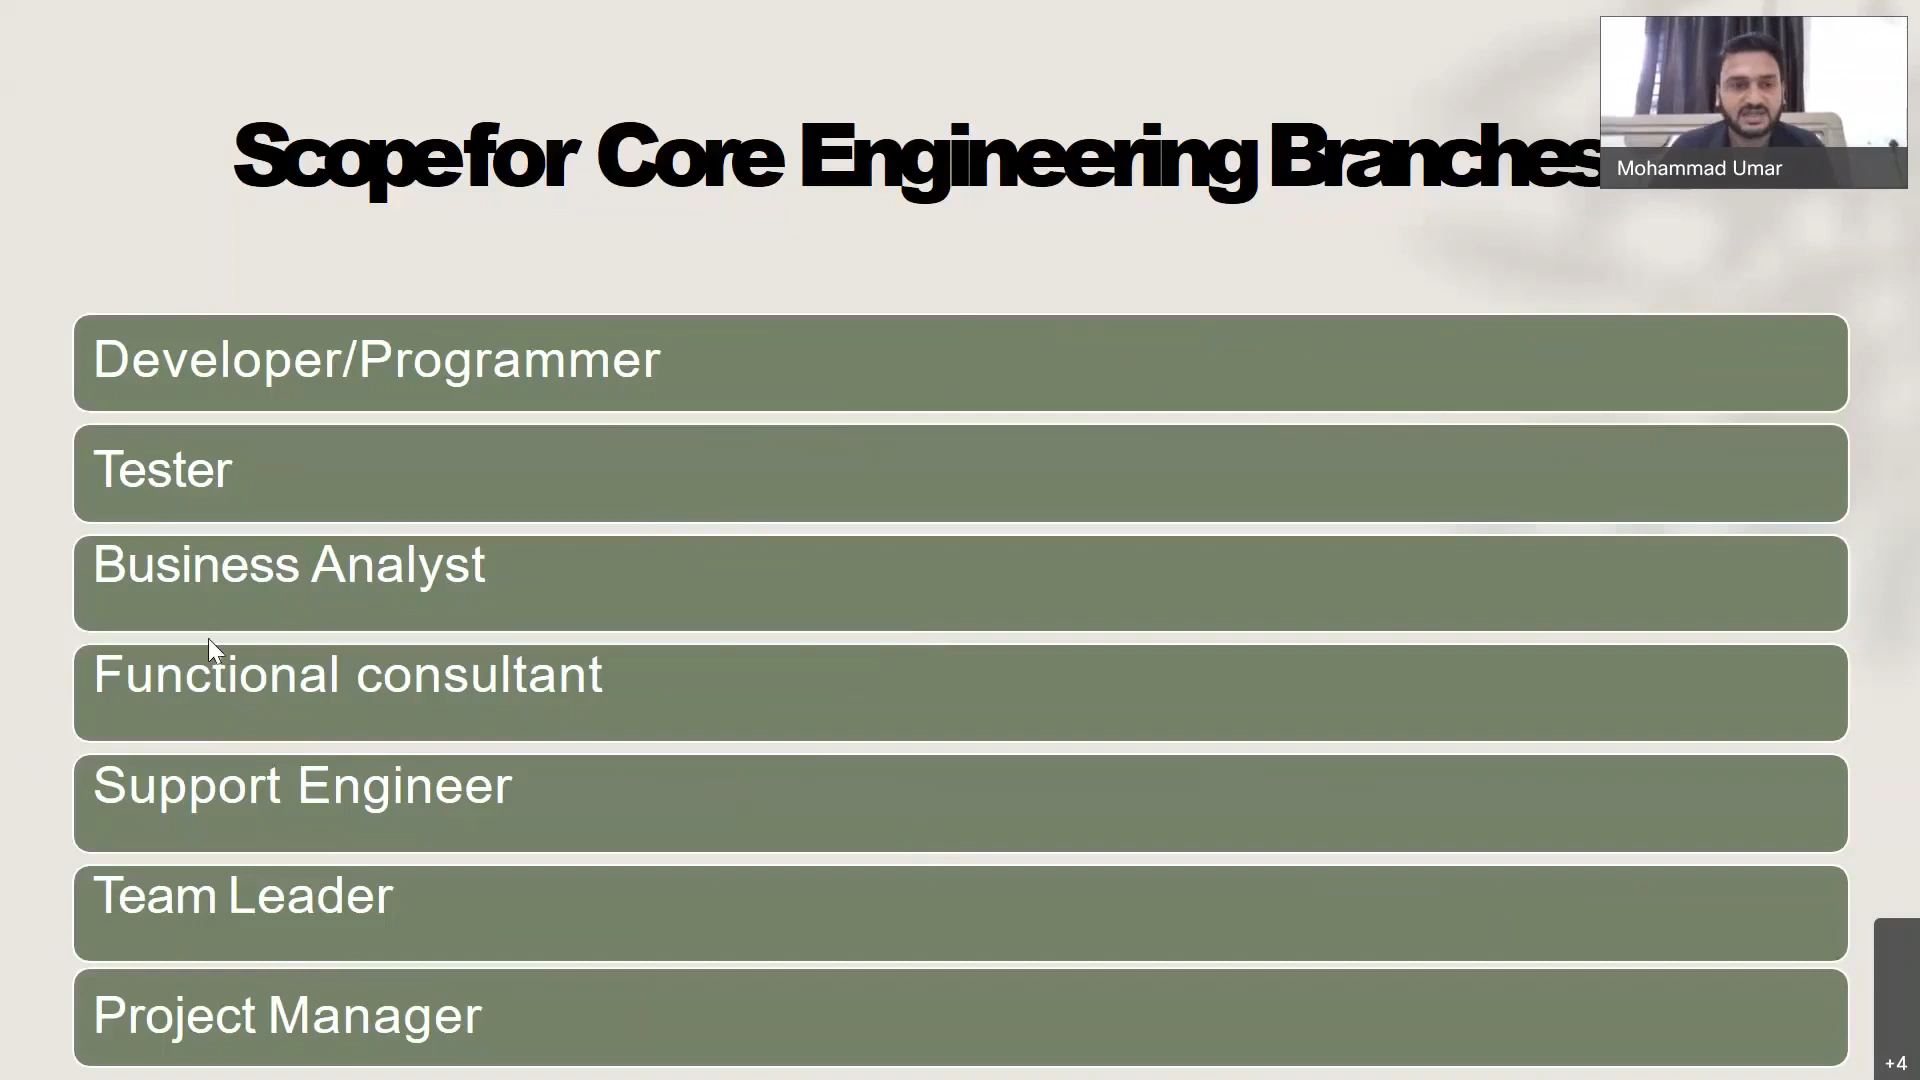 Scope for Core Engineering Branches
Mohammad Umar
Developer/Programmer
Tester
Business Analyst
Functional consultant
Support Engineer
Team Leader
Project Manager
+4